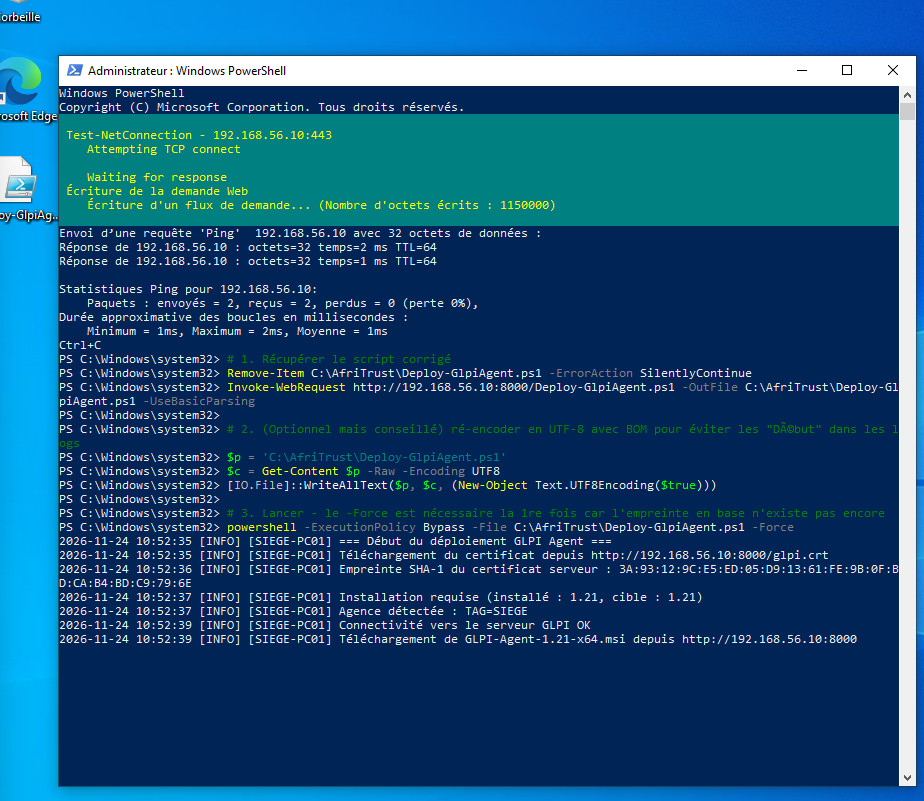 orbeille
osoft Edge
oy-GlpiAg...
Administrateur : Windows PowerShell
Windows PowerShell
Copyright (C) Microsoft Corporation. Tous droits réservés.
Test-NetConnection - 192.168.56.10:443
Attempting TCP connect
Waiting for response
Écriture de la demande Web
Écriture d'un flux de demande... (Nombre d'octets écrits : 1150000)
Envoi d’une requête 'Ping'  192.168.56.10 avec 32 octets de données :
Réponse de 192.168.56.10 : octets=32 temps=2 ms TTL=64
Réponse de 192.168.56.10 : octets=32 temps=1 ms TTL=64
Statistiques Ping pour 192.168.56.10:
Paquets : envoyés = 2, reçus = 2, perdus = 0 (perte 0%),
Durée approximative des boucles en millisecondes :
Minimum = 1ms, Maximum = 2ms, Moyenne = 1ms
Ctrl+C
PS C:\Windows\system32> # 1. Récupérer le script corrigé
PS C:\Windows\system32> Remove-Item C:\AfriTrust\Deploy-GlpiAgent.ps1 -ErrorAction SilentlyContinue
PS C:\Windows\system32> Invoke-WebRequest http://192.168.56.10:8000/Deploy-GlpiAgent.ps1 -OutFile C:\AfriTrust\Deploy-Gl
piAgent.ps1 -UseBasicParsing
PS C:\Windows\system32>
PS C:\Windows\system32> # 2. (Optionnel mais conseillé) ré-encoder en UTF-8 avec BOM pour éviter les "DÃ©but" dans les l
ogs
PS C:\Windows\system32> $p = 'C:\AfriTrust\Deploy-GlpiAgent.ps1'
PS C:\Windows\system32> $c = Get-Content $p -Raw -Encoding UTF8
PS C:\Windows\system32> [IO.File]::WriteAllText($p, $c, (New-Object Text.UTF8Encoding($true)))
PS C:\Windows\system32>
PS C:\Windows\system32> # 3. Lancer - le -Force est nécessaire la 1re fois car l'empreinte en base n'existe pas encore
PS C:\Windows\system32> powershell -ExecutionPolicy Bypass -File C:\AfriTrust\Deploy-GlpiAgent.ps1 -Force
2026-11-24 10:52:35 [INFO] [SIEGE-PC01] === Début du déploiement GLPI Agent ===
2026-11-24 10:52:35 [INFO] [SIEGE-PC01] Téléchargement du certificat depuis http://192.168.56.10:8000/glpi.crt
2026-11-24 10:52:36 [INFO] [SIEGE-PC01] Empreinte SHA-1 du certificat serveur : 3A:93:12:9C:E5:ED:05:D9:13:61:FE:9B:0F:B
D:CA:B4:BD:C9:79:6E
2026-11-24 10:52:37 [INFO] [SIEGE-PC01] Installation requise (installé : 1.21, cible : 1.21)
2026-11-24 10:52:37 [INFO] [SIEGE-PC01] Agence détectée : TAG=SIEGE
2026-11-24 10:52:39 [INFO] [SIEGE-PC01] Connectivité vers le serveur GLPI OK
2026-11-24 10:52:39 [INFO] [SIEGE-PC01] Téléchargement de GLPI-Agent-1.21-x64.msi depuis http://192.168.56.10:8000